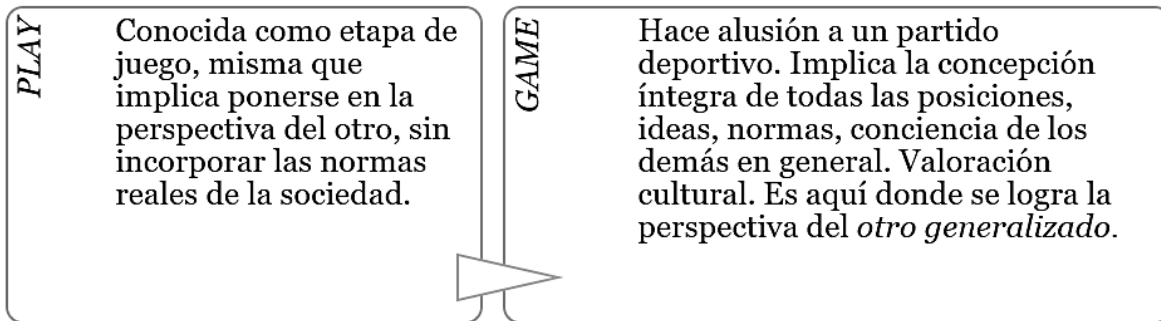 PLAY
Conocida como etapa de
juego, misma que
implica ponerse en la
perspectiva del otro, sin
incorporar las normas
reales de la sociedad.
GAME
Hace alusión a un partido
deportivo. Implica la concepción
íntegra de todas las posiciones,
ideas, normas, conciencia de los
demás en general. Valoración
cultural. Es aquí donde se logra la
perspectiva del otro generalizado.